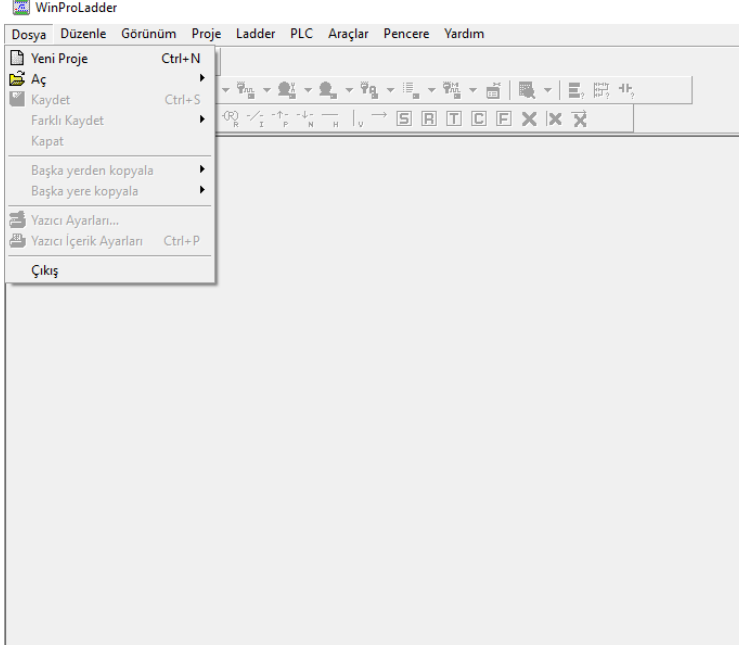 WinProLadder
Dosya Düzenle Görünüm Proje Ladder PLC Araçlar Pencere Yardım
Yeni Proje Ctrl+N
Aç
Kaydet Ctrl+S
Farklı Kaydet
Kapat
Başka yerden kopyala
Başka yere kopyala
Yazıcı Ayarları...
Yazıcı İçerik Ayarları Ctrl+P
Çıkış
S R T C F